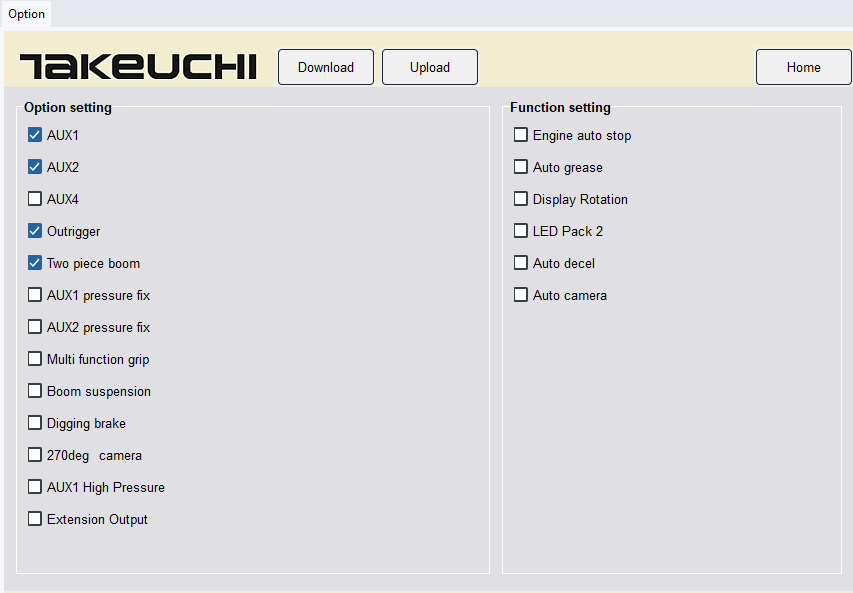 Option
TAKEUCHI
Download
Upload
Home
Option setting
AUX1
AUX2
AUX4
Outrigger
Two piece boom
AUX1 pressure fix
AUX2 pressure fix
Multi function grip
Boom suspension
Digging brake
270deg camera
AUX1 High Pressure
Extension Output
Function setting
Engine auto stop
Auto grease
Display Rotation
LED Pack 2
Auto decel
Auto camera